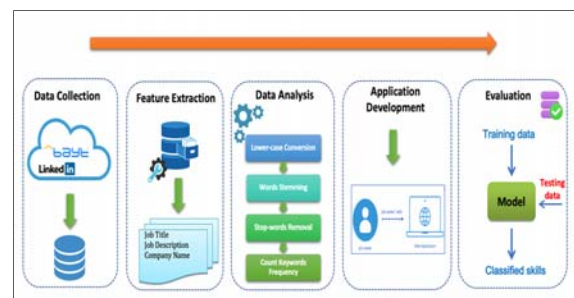 Data Collection
bayt
Linked in
Feature Extraction
Job Title
Job Description
Company Name
Data Analysis
Lower-case Conversion
Words Stemming
Stop-words Removal
Count Keywords
Frequency
Application
Development
Evaluation
Training data
Testing
data
Model
Classified skills